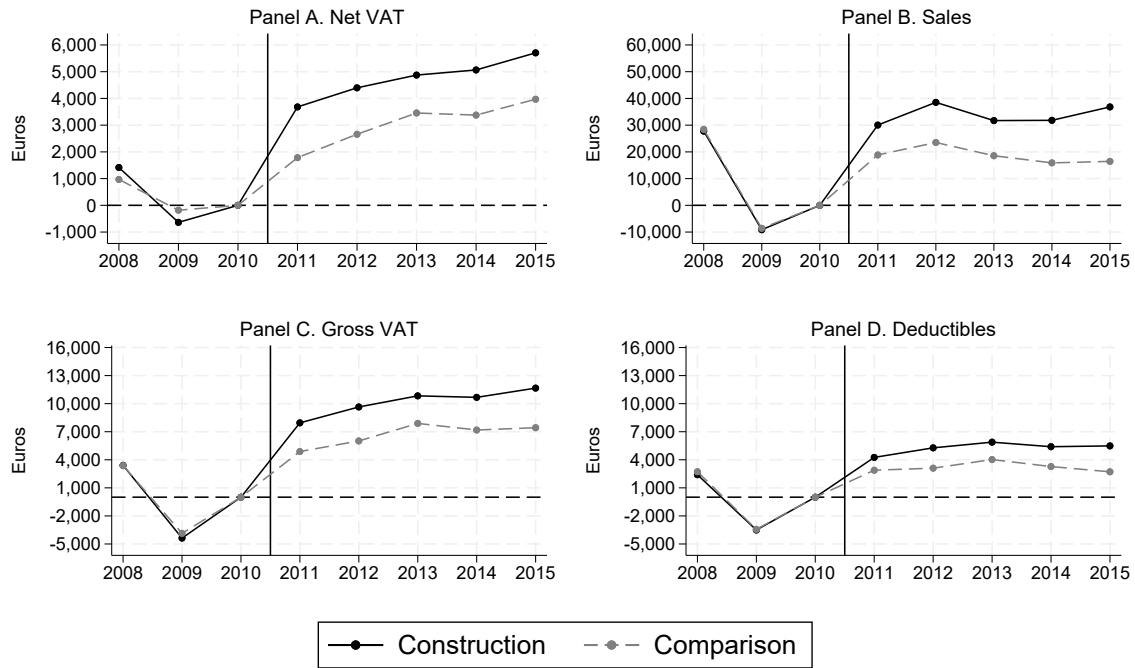 Panel A. Net VAT
Euros
6,000
5,000
4,000
3,000
2,000
1,000
0
-1,000
2008 2009 2010 2011 2012 2013 2014 2015
Panel B. Sales
Euros
60,000
50,000
40,000
30,000
20,000
10,000
0
-10,000
2008 2009 2010 2011 2012 2013 2014 2015
Panel C. Gross VAT
Euros
16,000
13,000
10,000
7,000
4,000
1,000
-2,000
-5,000
2008 2009 2010 2011 2012 2013 2014 2015
Panel D. Deductibles
Euros
16,000
13,000
10,000
7,000
4,000
1,000
-2,000
-5,000
2008 2009 2010 2011 2012 2013 2014 2015
Construction Comparison